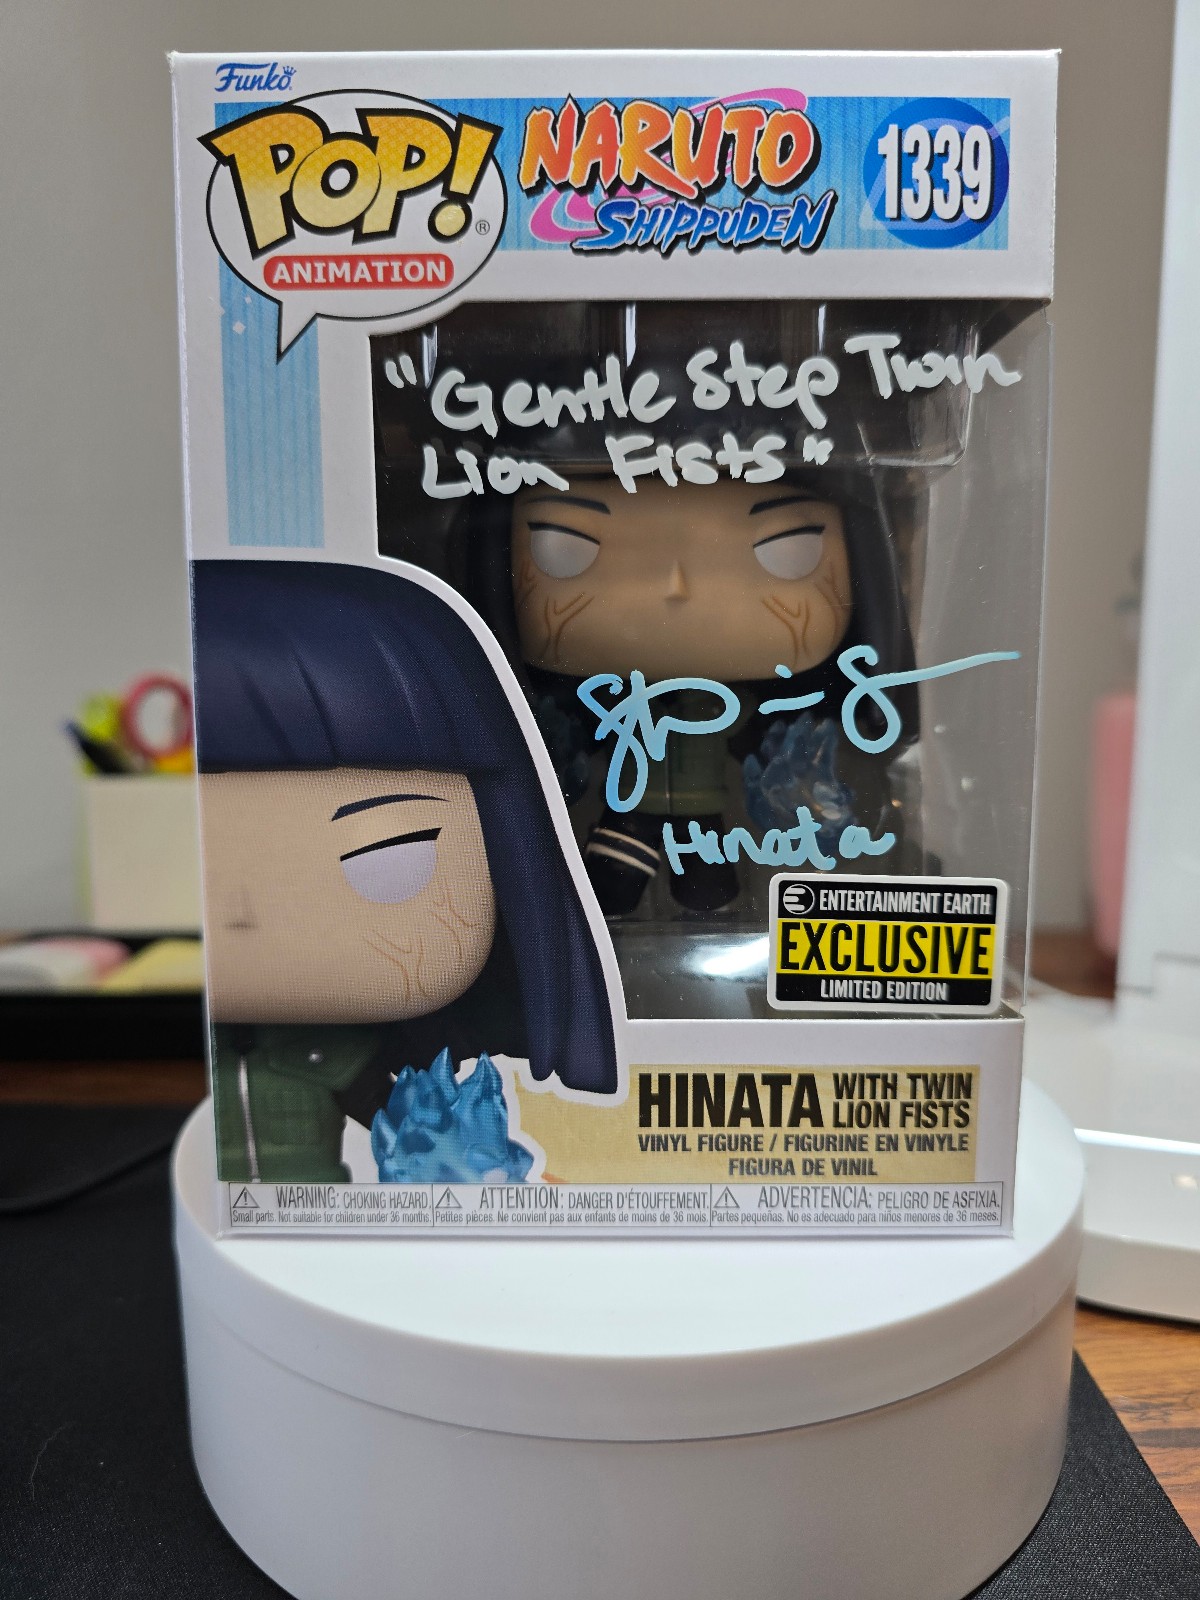 Funko
POP!®
ANIMATION
NARUTO
SHIPPUDEN
1339
"Gentle Step Twin
Lion Fists"
Hinata
ENTERTAINMENT EARTH
EXCLUSIVE
LIMITED EDITION
HINATA WITH TWIN
LION FISTS
VINYL FIGURE / FIGURINE EN VINYLE
FIGURA DE VINIL
WARNING: CHOKING HAZARD.
Small parts. Not suitable for children under 36 months.
ATTENTION: DANGER D'ÉTOUFFEMENT.
Petites pièces. Ne convient pas aux enfants de moins de 36 mois.
ADVERTENCIA: PELIGRO DE ASFIXIA.
Partes pequeñas. No es adecuado para niños menores de 36 meses.